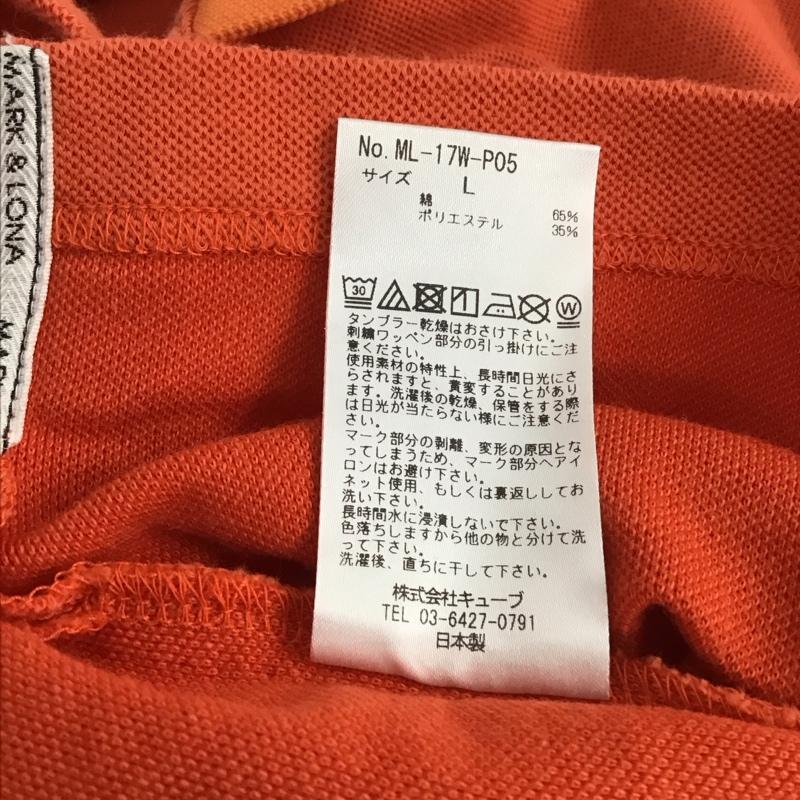 MARK & LONA
No. ML-17W-P05
サイズ L
綿 65%
ポリエステル 35%
30
W
タンブラー乾燥はおさけ下さい。
刺繍ワッペン部分の引っ掛けにご注
意ください。
使用素材の特性上、長時間日光にさ
らされますと、黄変することがあり
ます。洗濯後の乾燥、保管をする際
は日光が当たらない様にご注意くだ
さい。
マーク部分の剥離、変形の原因とな
ってしまうため、マーク部分へアイ
ロンはお避け下さい。
ネット使用、もしくは裏返ししてお
洗い下さい。
長時間水に浸漬しないで下さい。
色落ちしますから他の物と分けて洗
って下さい。
洗濯後、直ちに干して下さい。
株式会社キューブ
TEL 03-6427-0791
日本製